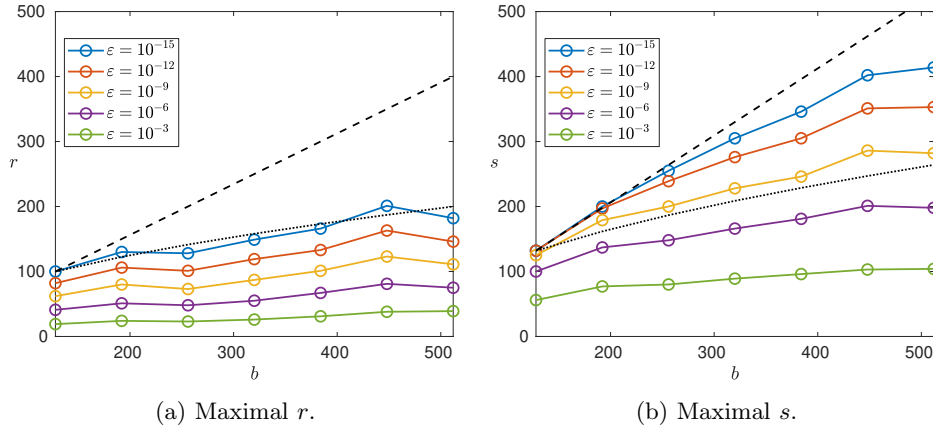 500
400
300
200
100
0
r
ε = 10⁻¹⁵
ε = 10⁻¹²
ε = 10⁻⁹
ε = 10⁻⁶
ε = 10⁻³
200 300 400 500
b
(a) Maximal r.
500
400
300
200
100
0
s
ε = 10⁻¹⁵
ε = 10⁻¹²
ε = 10⁻⁹
ε = 10⁻⁶
ε = 10⁻³
200 300 400 500
b
(b) Maximal s.